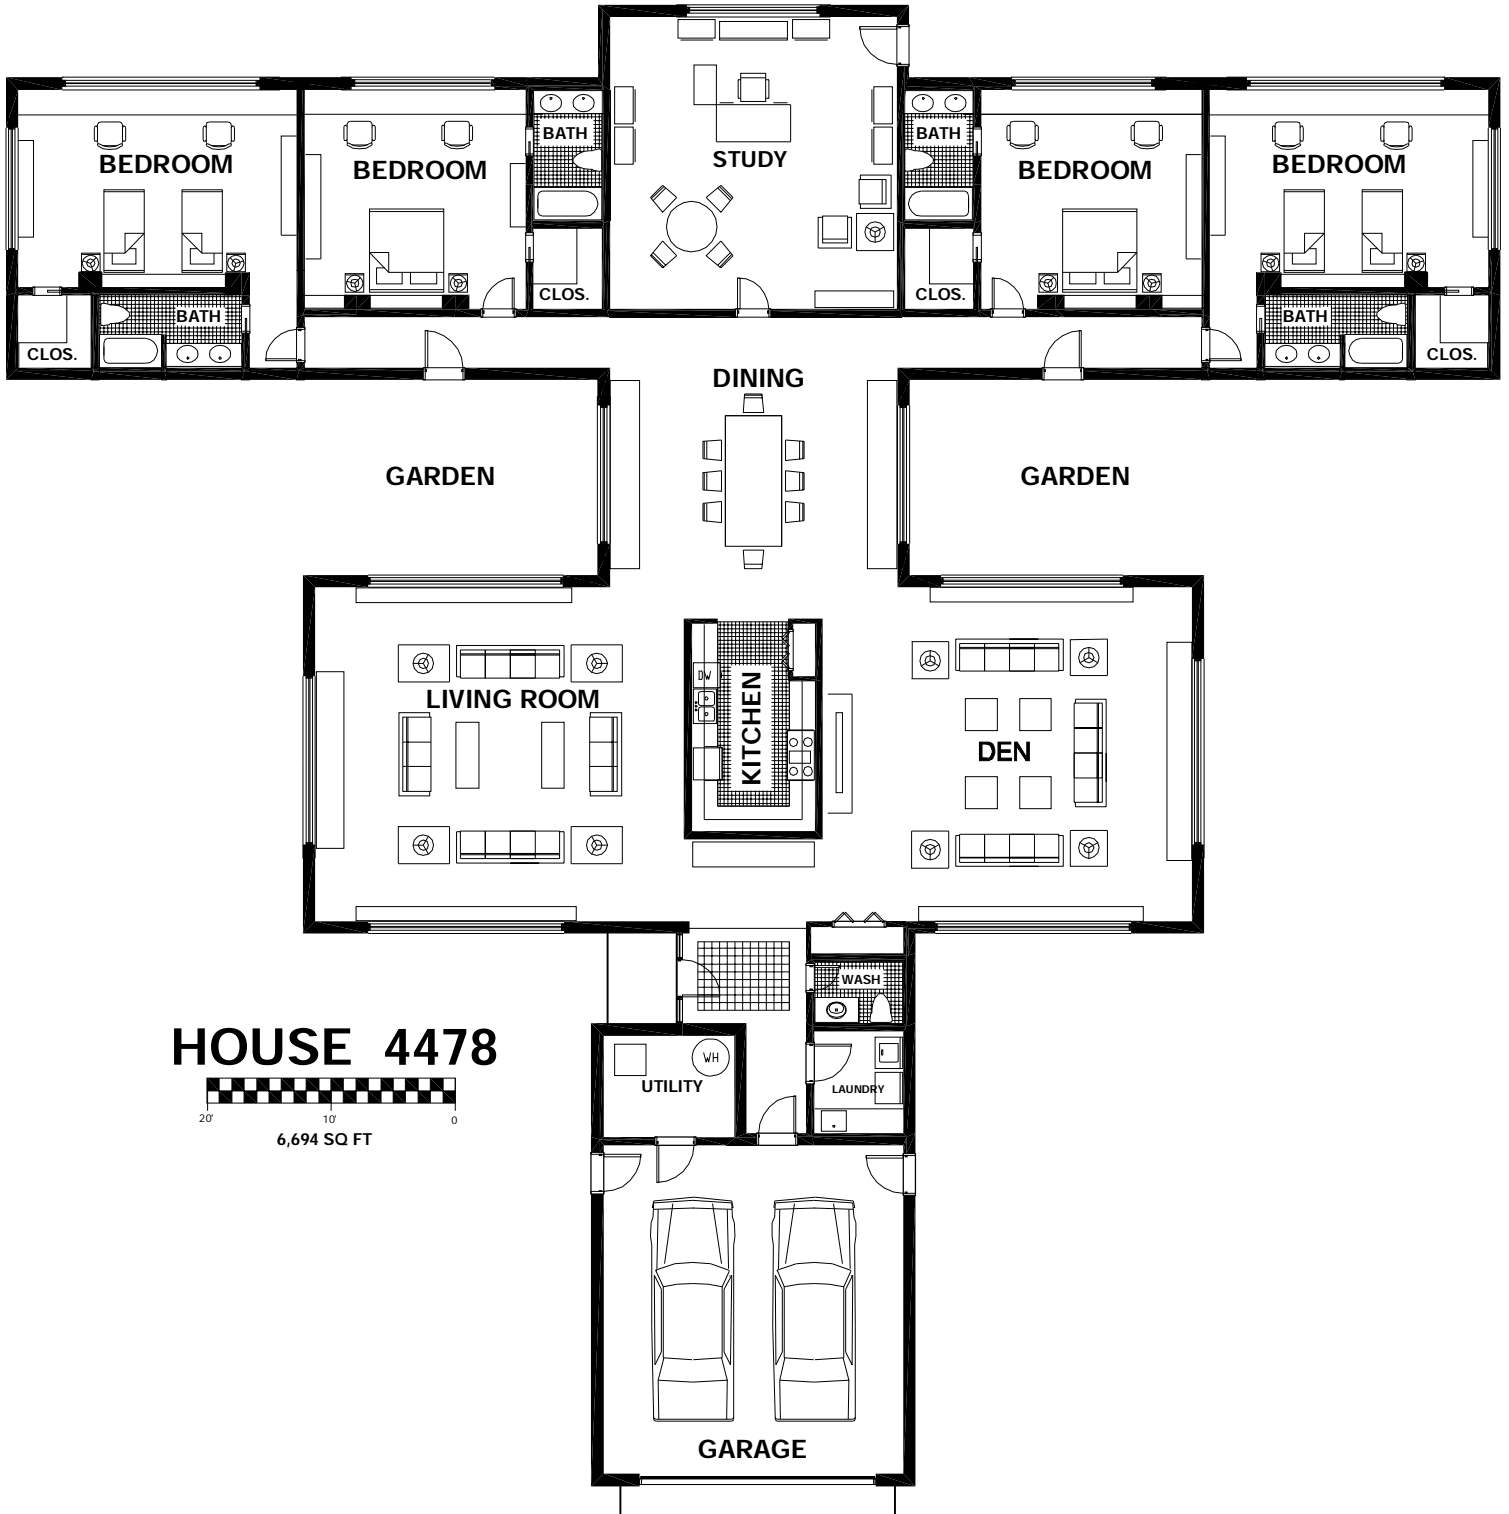 BATH
BATH
STUDY
BEDROOM
BEDROOM
BEDROOM
BEDROOM
CLOS.
CLOS.
BATH
BATH
CLOS.
CLOS.
DINING
GARDEN
GARDEN
DW
LIVING ROOM
KITCHEN
DEN
WASH
HOUSE 4478
WH
UTILITY
LAUNDRY
20'
10'
0
6,694 SQ FT
GARAGE